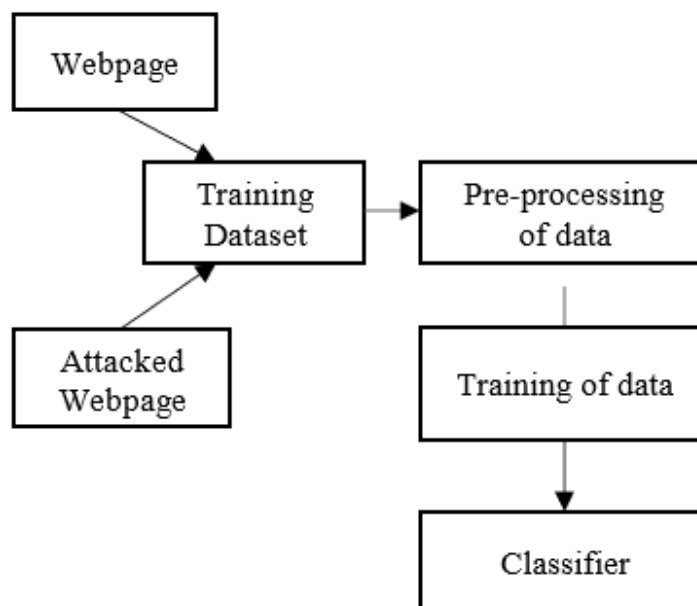 Webpage
Training
Dataset
Pre-processing
of data
Attacked
Webpage
Training of data
Classifier